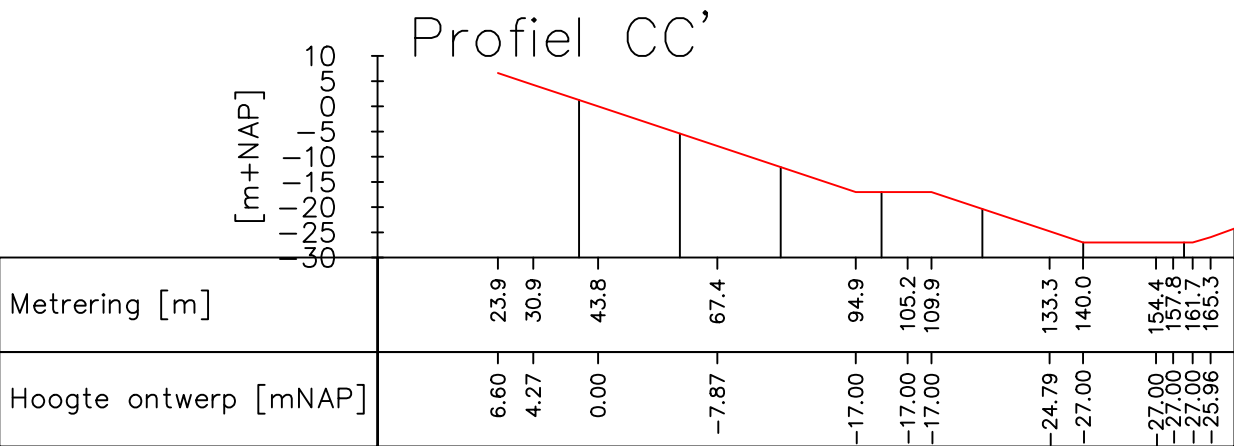 Profiel CC'
[m+NAP]
10
5
0
−5
−10
−15
−20
−25
−30
Metrering [m]
23.9 30.9 43.8 67.4 94.9 105.2 109.9 133.3 140.0 154.4 157.8 161.7 165.3
Hoogte ontwerp [mNAP]
6.60 4.27 0.00 −7.87 −17.00 −17.00 −17.00 −24.79 −27.00 −27.00 −27.00 −27.00 −25.96